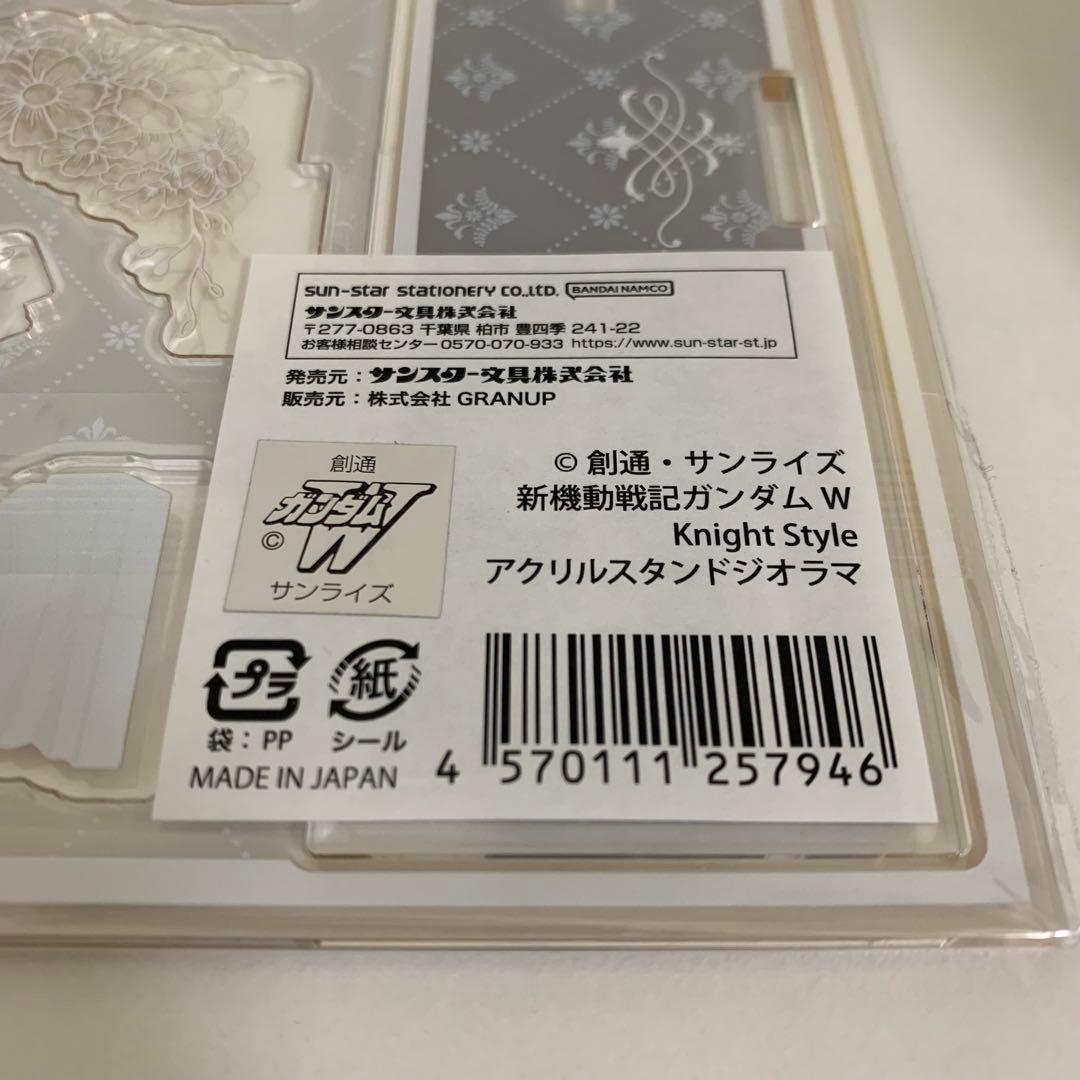 sun-star stationery co.,LTD. BANDAI NAMCO
サンスター文具株式会社
〒277-0863 千葉県 柏市 豊四季 241-22
お客様相談センター 0570-070-933 https://www.sun-star-st.jp
発売元：サンスター文具株式会社
販売元：株式会社 GRANUP
創通
ガンダム
W
©
サンライズ
© 創通・サンライズ
新機動戦記ガンダム W
Knight Style
アクリルスタンドジオラマ
プラ
袋：PP
紙
シール
MADE IN JAPAN
4 570111 257946